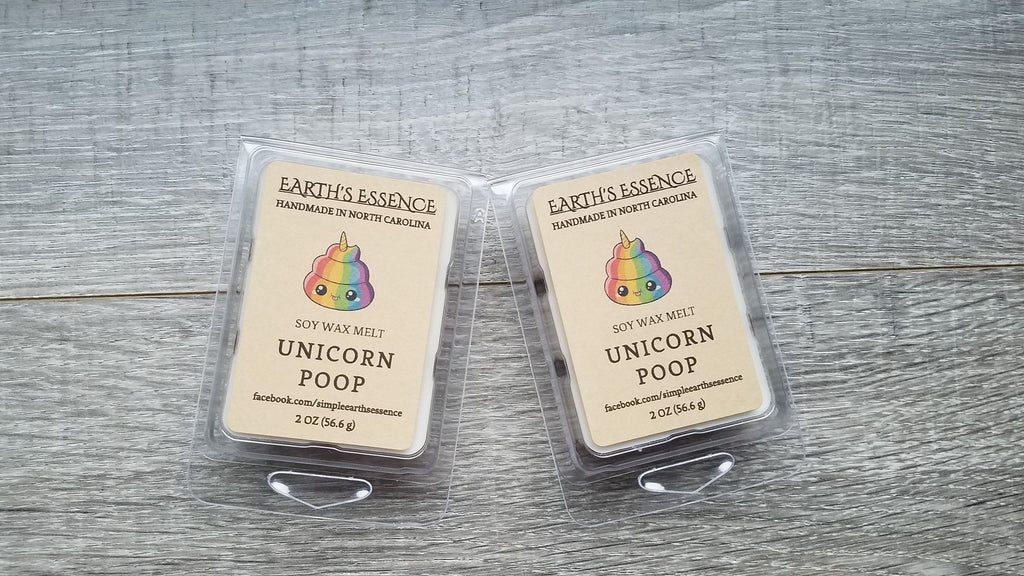 EARTH'S ESSENCE
HANDMADE IN NORTH CAROLINA
SOY WAX MELT
UNICORN
POOP
facebook.com/simpleearthsessence
2 OZ (56.6 g)
EARTH'S ESSENCE
HANDMADE IN NORTH CAROLINA
SOY WAX MELT
UNICORN
POOP
facebook.com/simpleearthsessence
2 OZ (56.6 g)